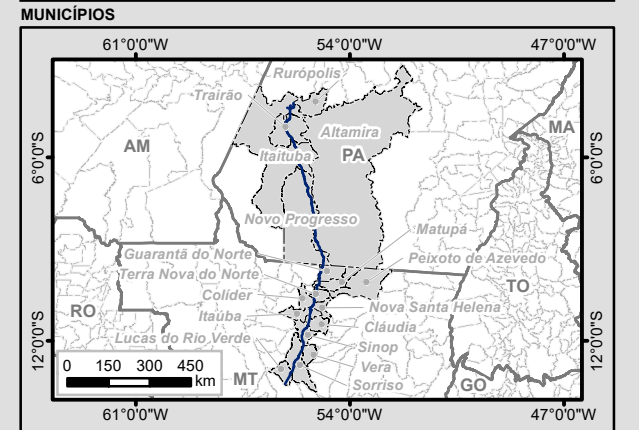 MUNICÍPIOS
61°0'0"W 54°0'0"W 47°0'0"W
Rurópolis
Trairão
MA
AM
Altamira
6°0'0"S
Itaituba
PA
6°0'0"S
Novo Progresso
Matupá
Guarantã do Norte
Peixoto de Azevedo
Terra Nova do Norte
TO
Colíder
Nova Santa Helena
RO
Itauba
Cláudia
Lucas do Rio Verde
Sinop
12°0'0"S
12°0'0"S
0 150 300 450
km
Vera
MT
Sorriso
GO
61°0'0"W 54°0'0"W 47°0'0"W